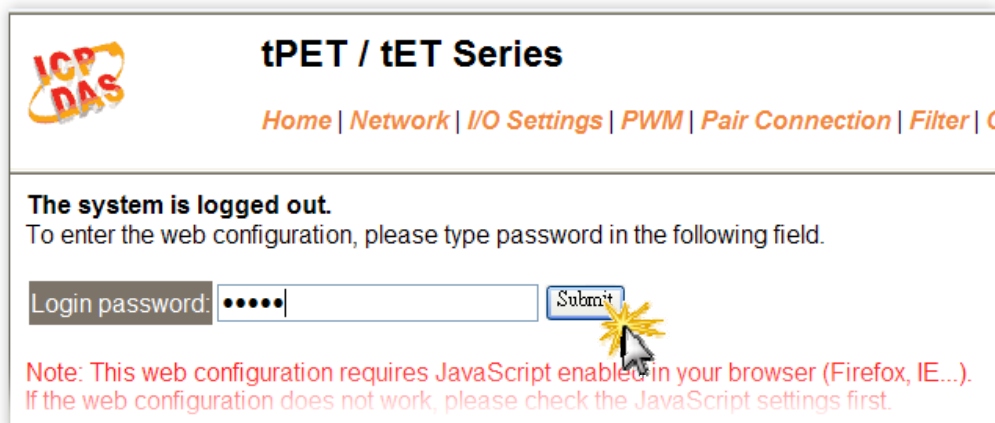 ICP
DAS
tPET / tET Series
Home | Network | I/O Settings | PWM | Pair Connection | Filter |
The system is logged out.
To enter the web configuration, please type password in the following field.
Login password: ••••• Submit
Note: This web configuration requires JavaScript enabled in your browser (Firefox, IE...).
If the web configuration does not work, please check the JavaScript settings first.